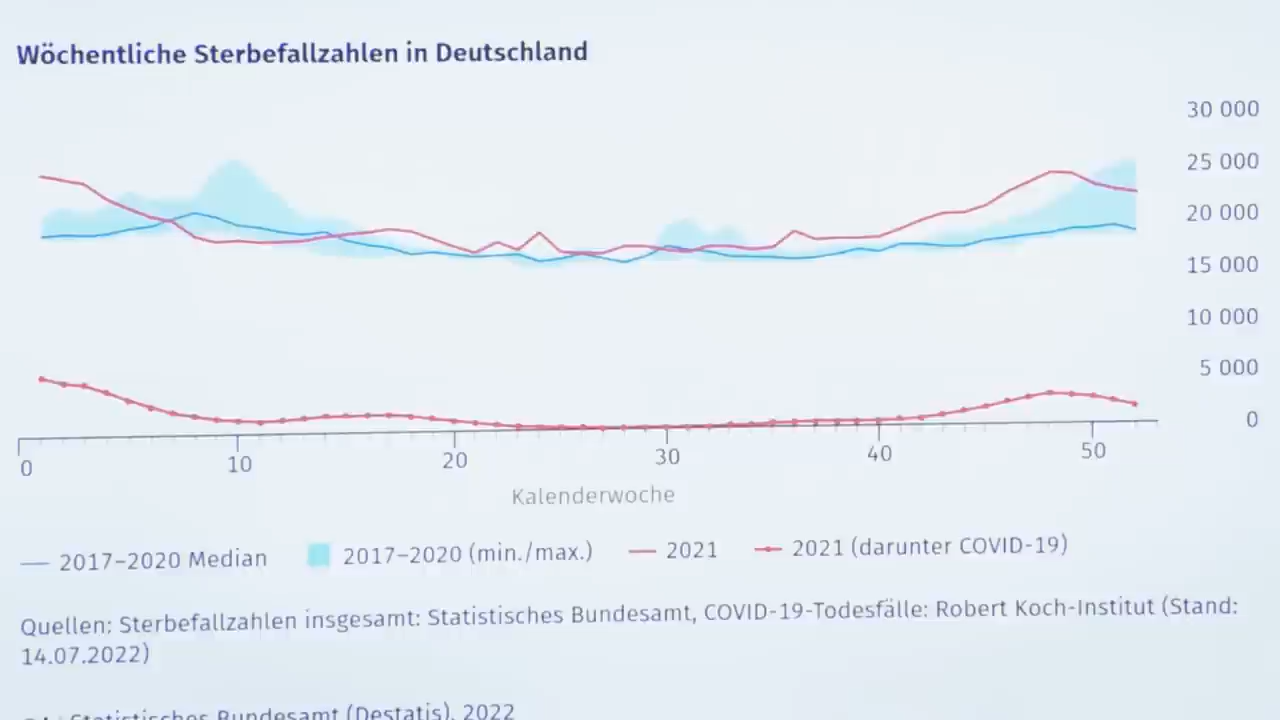 Wöchentliche Sterbefallzahlen in Deutschland
30 000
25 000
20 000
15 000
10 000
5 000
0
0 10 20 30 40 50
Kalenderwoche
2017–2020 Median 2017–2020 (min./max.) 2021 2021 (darunter COVID-19)
Quellen: Sterbefallzahlen insgesamt: Statistisches Bundesamt, COVID-19-Todesfälle: Robert Koch-Institut (Stand:
14.07.2022)
Statistisches Bundesamt (Destatis), 2022